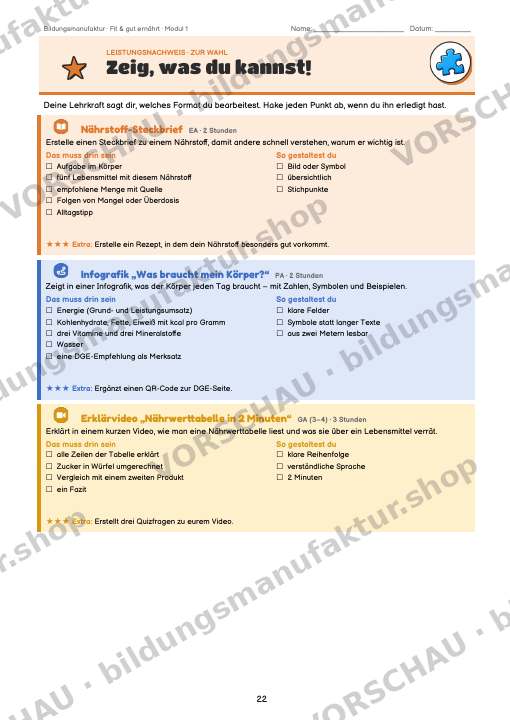 Bildungsmanufaktur · Fit & gut ernährt · Modul 1
Name: Datum:
LEISTUNGSNACHWEIS · ZUR WAHL
Zeig, was du kannst!
Deine Lehrkraft sagt dir, welches Format du bearbeitest. Hake jeden Punkt ab, wenn du ihn erledigt hast.
Nährstoff-Steckbrief EA · 2 Stunden
Erstelle einen Steckbrief zu einem Nährstoff, damit andere schnell verstehen, warum er wichtig ist.
Das muss drin sein
☐ Aufgabe im Körper
☐ fünf Lebensmittel mit diesem Nährstoff
☐ empfohlene Menge mit Quelle
☐ Folgen von Mangel oder Überdosis
☐ Alltagstipp
So gestaltest du
☐ Bild oder Symbol
☐ übersichtlich
☐ Stichpunkte
★★★ Extra: Erstelle ein Rezept, in dem dein Nährstoff besonders gut vorkommt.
Infografik „Was braucht mein Körper?“ PA · 2 Stunden
Zeigt in einer Infografik, was der Körper jeden Tag braucht – mit Zahlen, Symbolen und Beispielen.
Das muss drin sein
☐ Energie (Grund- und Leistungsumsatz)
☐ Kohlenhydrate, Fette, Eiweiß mit kcal pro Gramm
☐ drei Vitamine und drei Mineralstoffe
☐ Wasser
☐ eine DGE-Empfehlung als Merksatz
So gestaltest du
☐ klare Felder
☐ Symbole statt langer Texte
☐ aus zwei Metern lesbar
★★★ Extra: Ergänzt einen QR-Code zur DGE-Seite.
Erklärvideo „Nährwerttabelle in 2 Minuten“ GA (3–4) · 3 Stunden
Erklärt in einem kurzen Video, wie man eine Nährwerttabelle liest und was sie über ein Lebensmittel verrät.
Das muss drin sein
☐ alle Zeilen der Tabelle erklärt
☐ Zucker in Würfel umgerechnet
☐ Vergleich mit einem zweiten Produkt
☐ ein Fazit
So gestaltest du
☐ klare Reihenfolge
☐ verständliche Sprache
☐ 2 Minuten
★★★ Extra: Erstellt drei Quizfragen zu eurem Video.
22
VORSCHAU · bildungsmanufaktur.shop